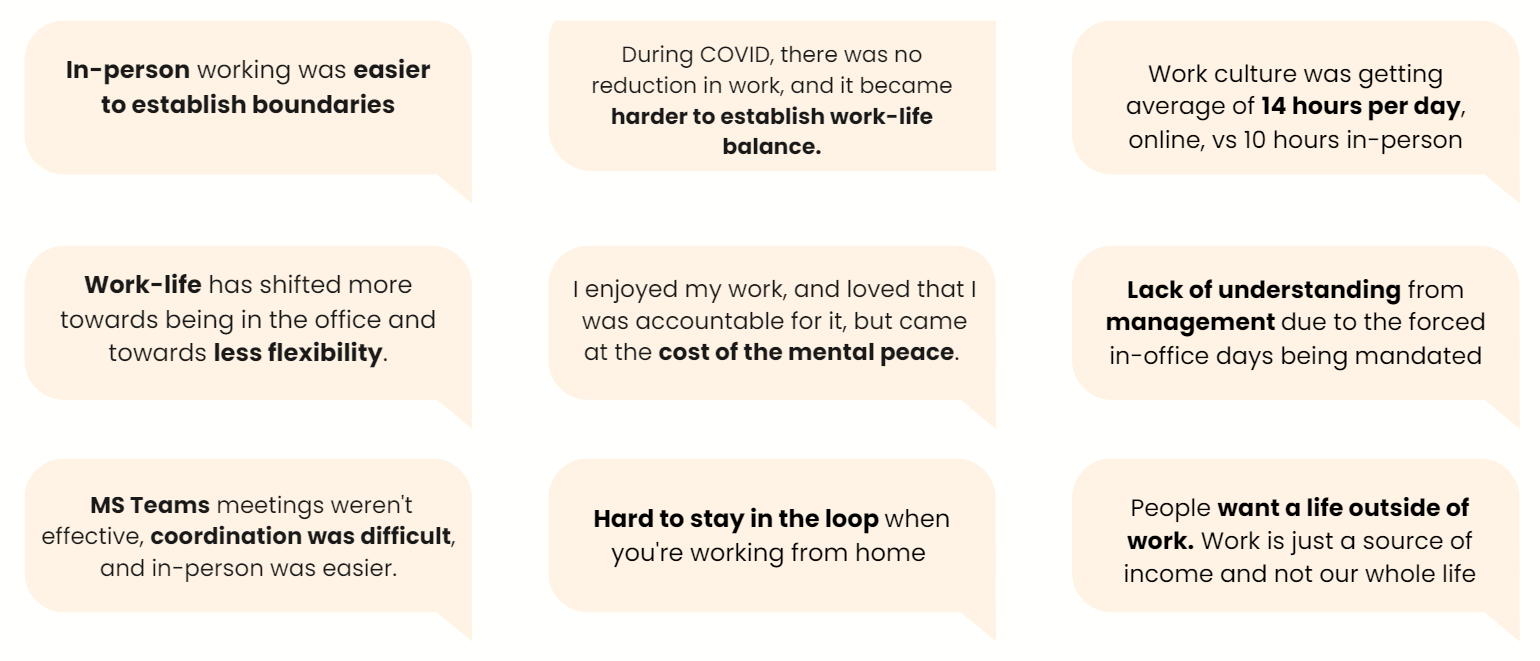 In-person working was easier
to establish boundaries
During COVID, there was no
reduction in work, and it became
harder to establish work-life
balance.
Work culture was getting
average of 14 hours per day,
online, vs 10 hours in-person
Work-life has shifted more
towards being in the office and
towards less flexibility.
I enjoyed my work, and loved that I
was accountable for it, but came
at the cost of the mental peace.
Lack of understanding from
management due to the forced
in-office days being mandated
MS Teams meetings weren't
effective, coordination was difficult,
and in-person was easier.
Hard to stay in the loop when
you're working from home
People want a life outside of
work. Work is just a source of
income and not our whole life